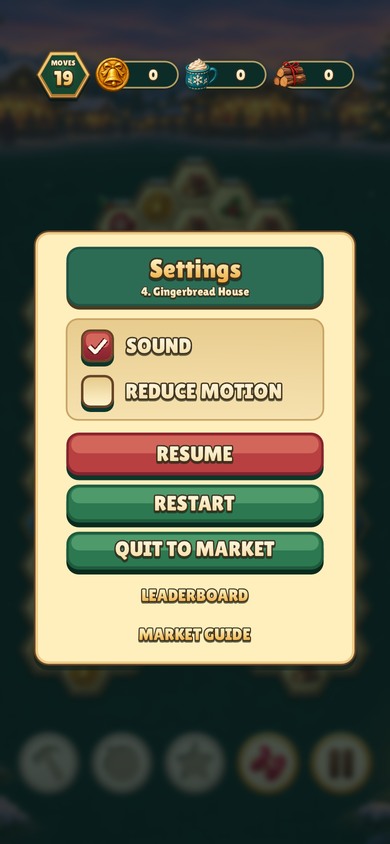 MOVES
19
0
0
0
Settings
4. Gingerbread House
SOUND
REDUCE MOTION
RESUME
RESTART
QUIT TO MARKET
LEADERBOARD
MARKET GUIDE